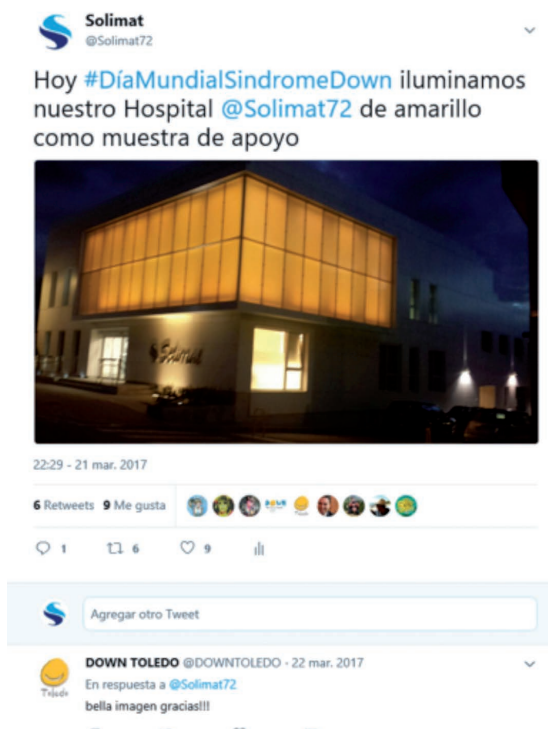 Solimat
@Solimat72
Hoy #DíaMundialSindromeDown iluminamos
nuestro Hospital @Solimat72 de amarillo
como muestra de apoyo
Solimat
22:29 - 21 mar. 2017
6 Retweets 9 Me gusta
1 6 9
Agregar otro Tweet
Toledo
DOWN TOLEDO @DOWNTOLEDO · 22 mar. 2017
En respuesta a @Solimat72
bella imagen gracias!!!